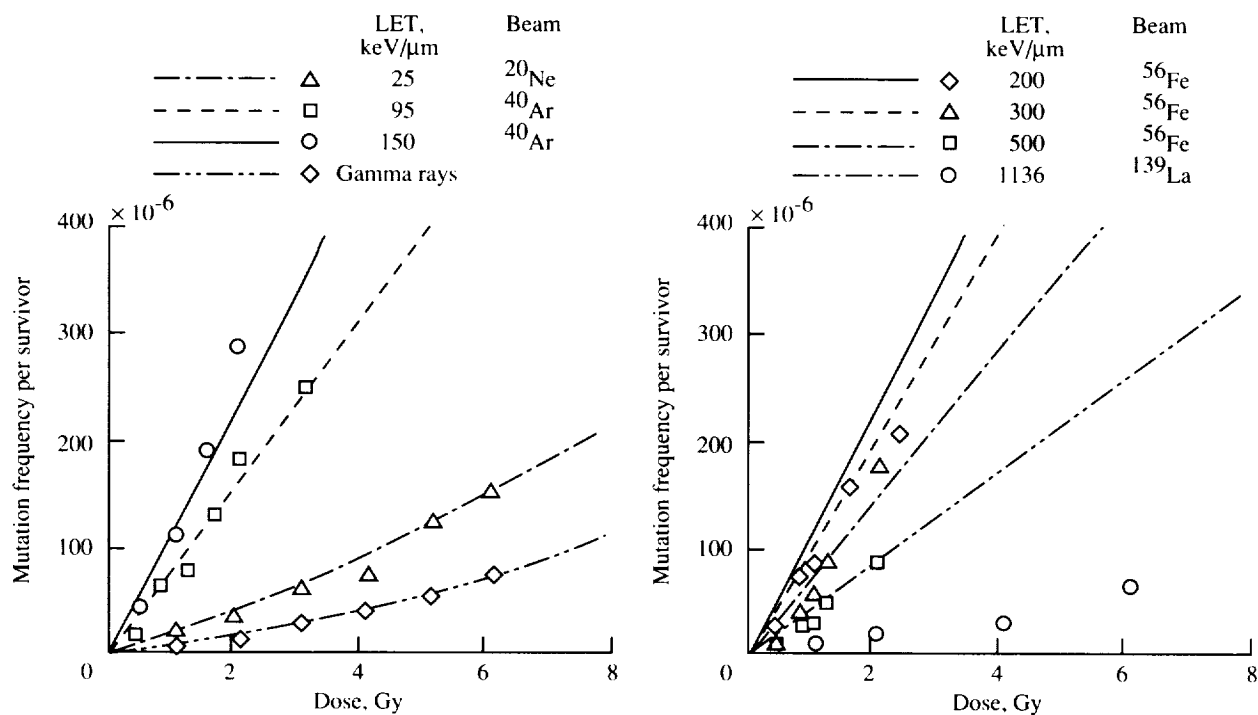 LET, keV/μm Beam
25 20Ne
95 40Ar
150 40Ar
Gamma rays
400 × 10-6
300
200
100
0 2 4 6 8
Mutation frequency per survivor
Dose, Gy
LET, keV/μm Beam
200 56Fe
300 56Fe
500 56Fe
1136 139La
400 × 10-6
300
200
100
0 2 4 6 8
Mutation frequency per survivor
Dose, Gy